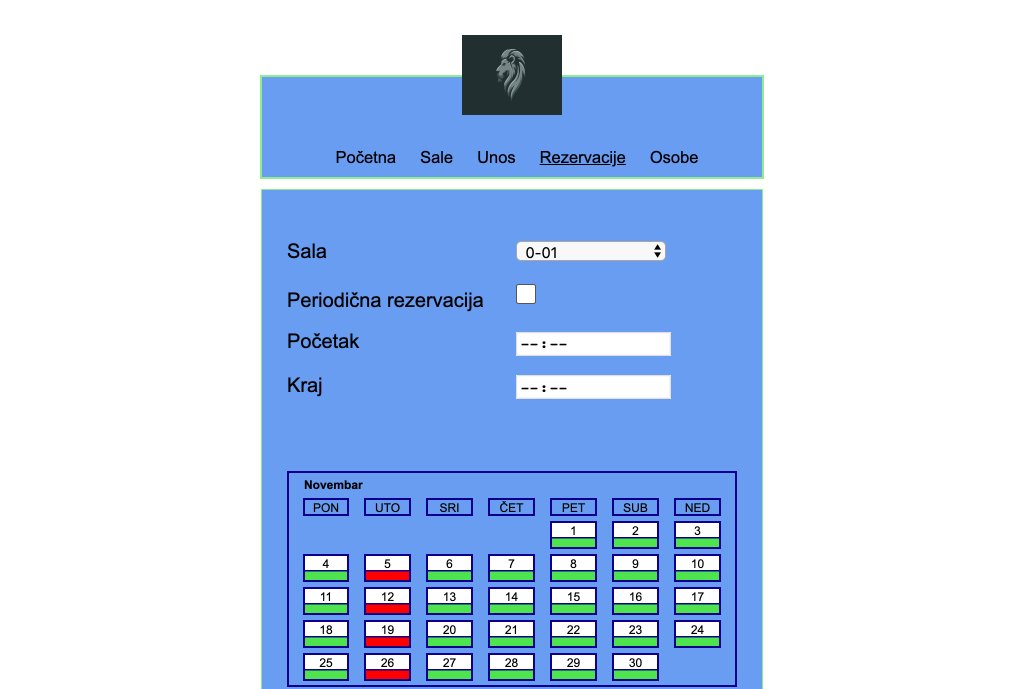 Početna Sale Unos Rezervacije Osobe
Sala 0-01
Periodična rezervacija
Početak --:--
Kraj --:--
Novembar
PON UTO SRI ČET PET SUB NED
1 2 3
4 5 6 7 8 9 10
11 12 13 14 15 16 17
18 19 20 21 22 23 24
25 26 27 28 29 30